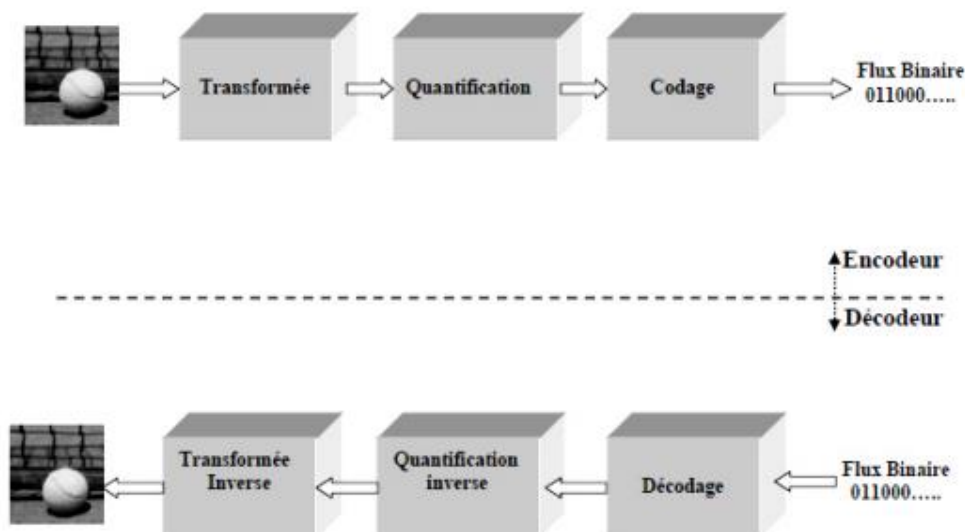 Transformée
Quantification
Codage
Flux Binaire
011000.....
Encodeur
Décodeur
Transformée
Inverse
Quantification
inverse
Décodage
Flux Binaire
011000.....